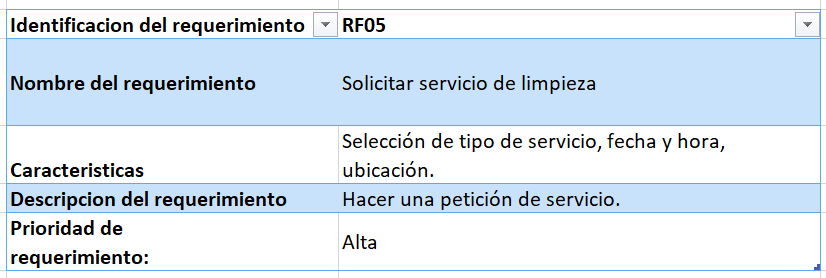 Identificacion del requerimiento RF05
Nombre del requerimiento Solicitar servicio de limpieza
Caracteristicas Selección de tipo de servicio, fecha y hora,
ubicación.
Descripcion del requerimiento Hacer una petición de servicio.
Prioridad de
requerimiento: Alta